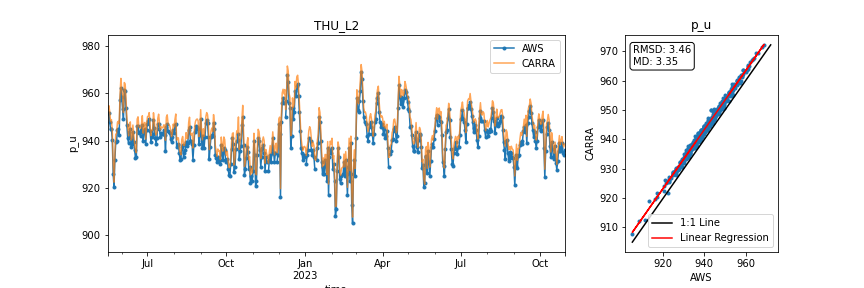 THU_L2
p_u
AWS
CARRA
980
960
940
920
900
Jul
Oct
Jan
2023
Apr
Jul
Oct
time
p_u
p_u
RMSD: 3.46
MD: 3.35
CARRA
970
960
950
940
930
920
910
1:1 Line
Linear Regression
920
940
960
AWS